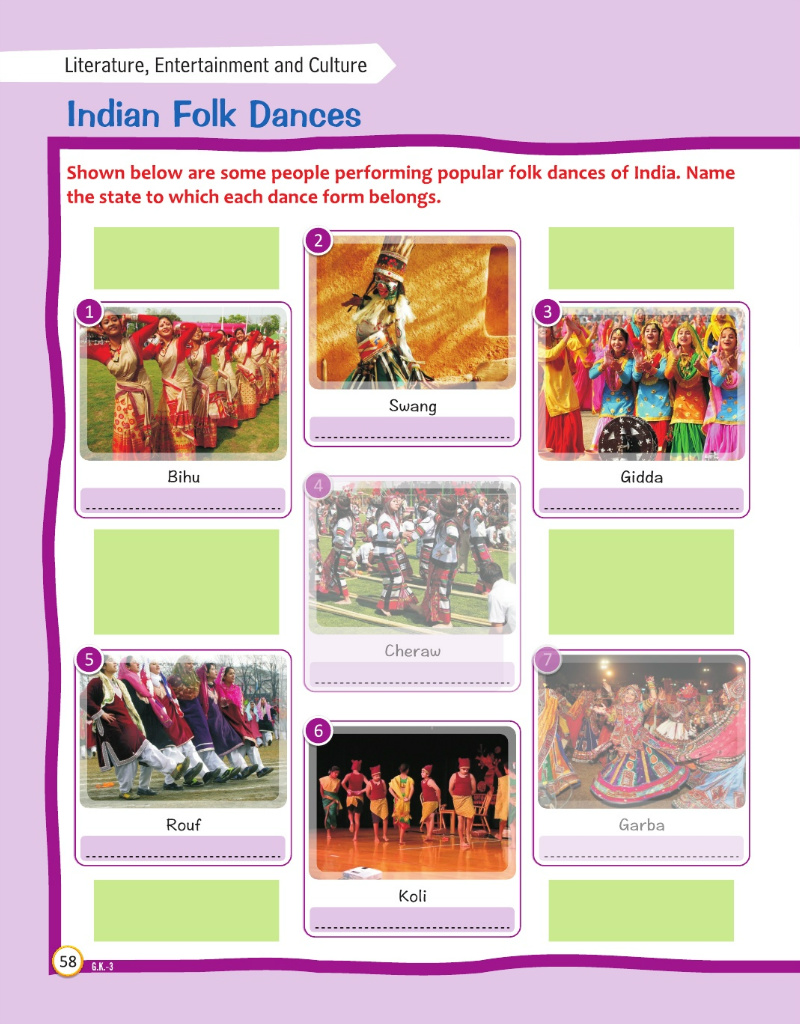 Literature, Entertainment and Culture
Indian Folk Dances
Shown below are some people performing popular folk dances of India. Name
the state to which each dance form belongs.
1
Bihu
2
Swang
3
Gidda
4
Cheraw
5
Rouf
6
Koli
7
Garba
58
G.K.-3